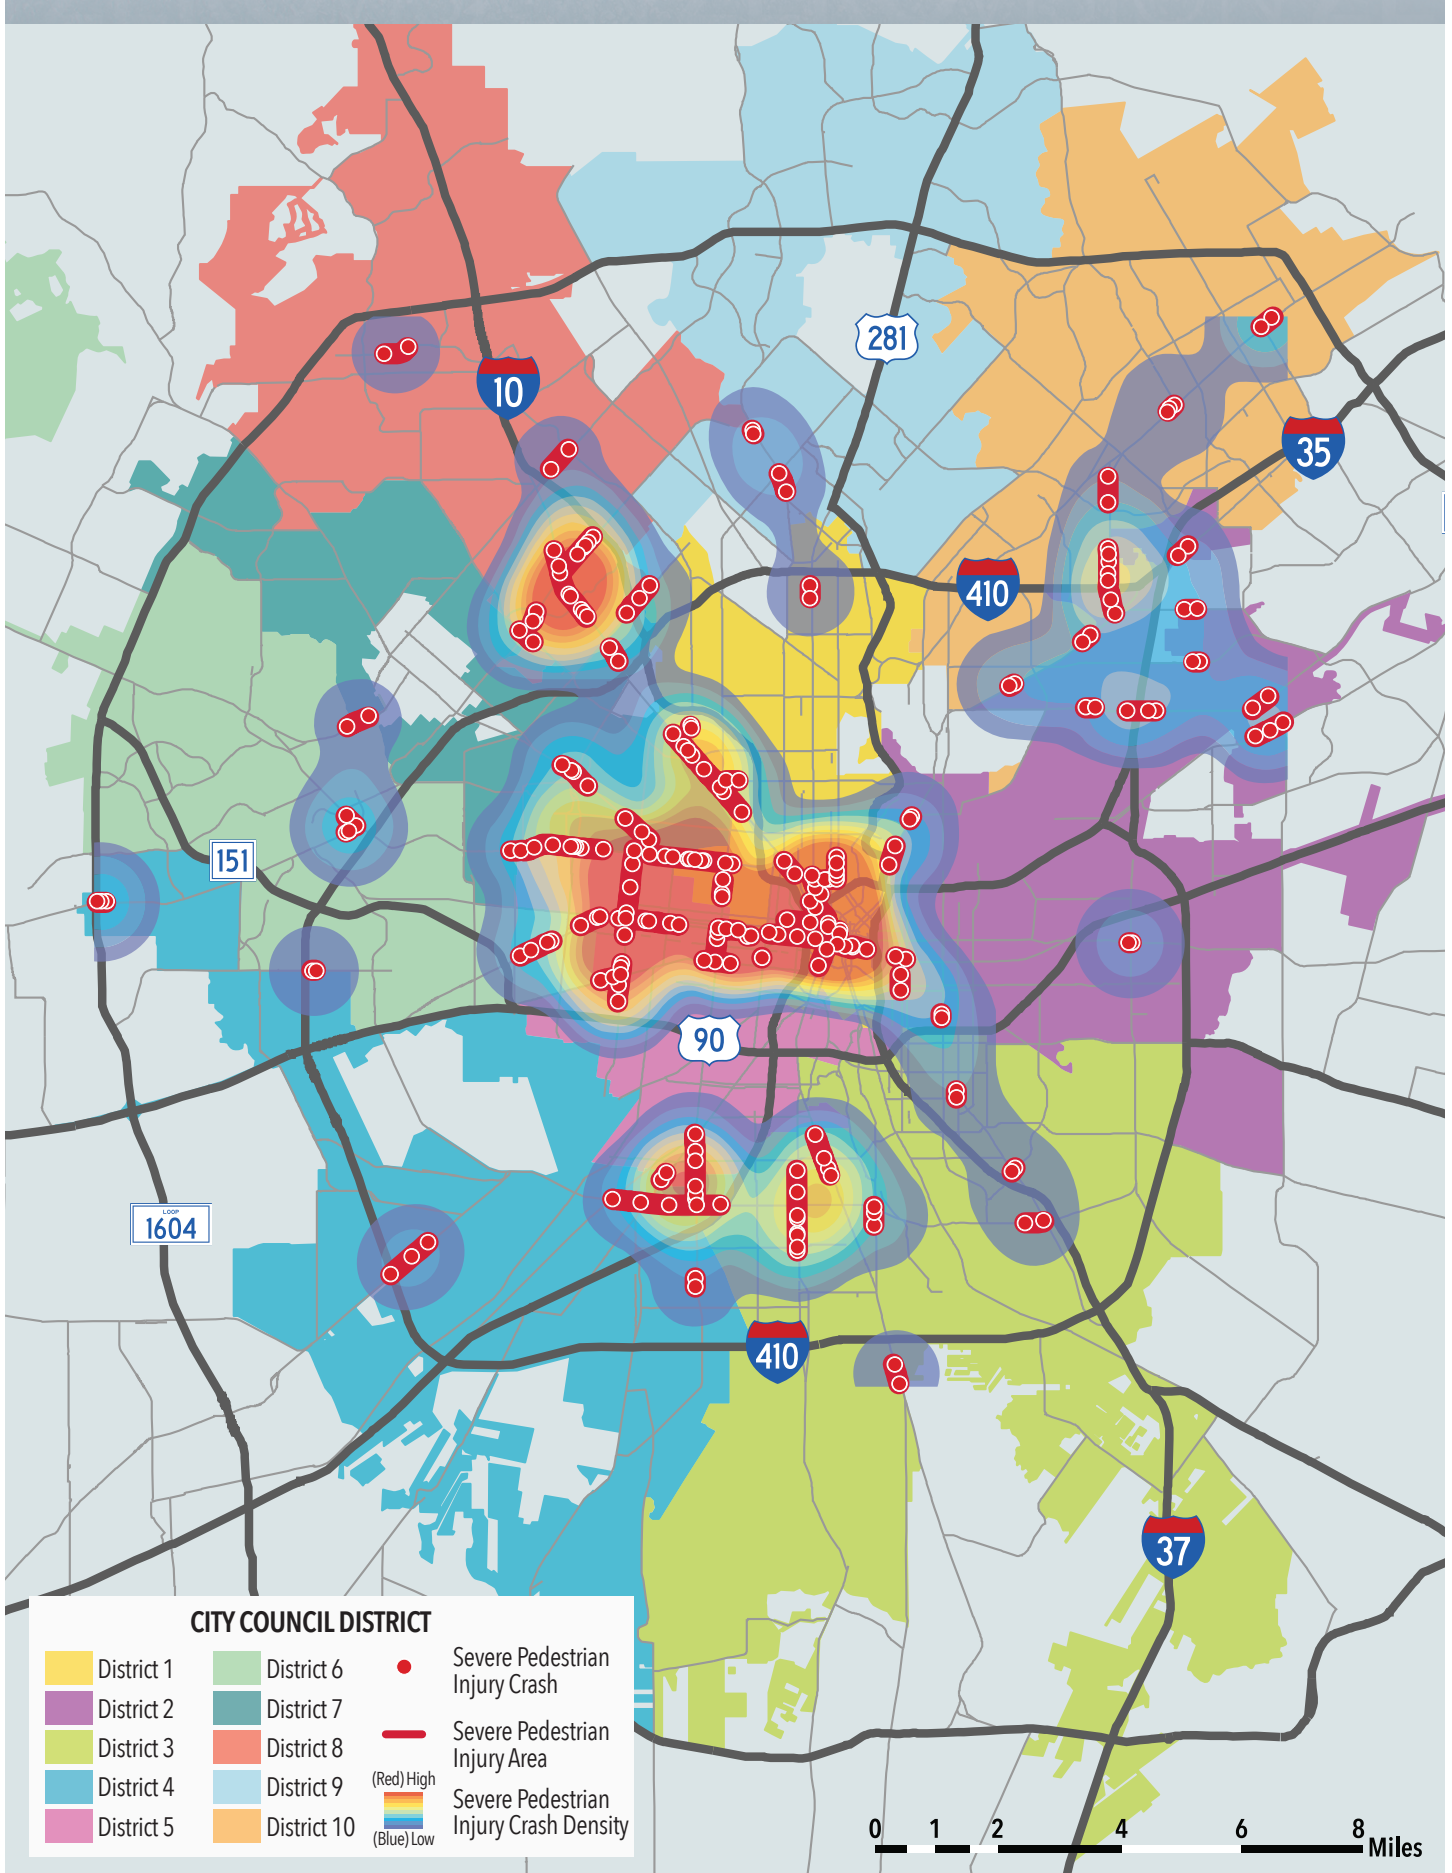 281
10
35
410
151
90
LOOP
1604
410
37
CITY COUNCIL DISTRICT
District 1
District 2
District 3
District 4
District 5
District 6
District 7
District 8
District 9
District 10
Severe Pedestrian
Injury Crash
Severe Pedestrian
Injury Area
(Red) High
(Blue) Low
Severe Pedestrian
Injury Crash Density
0 1 2 4 6 8 Miles